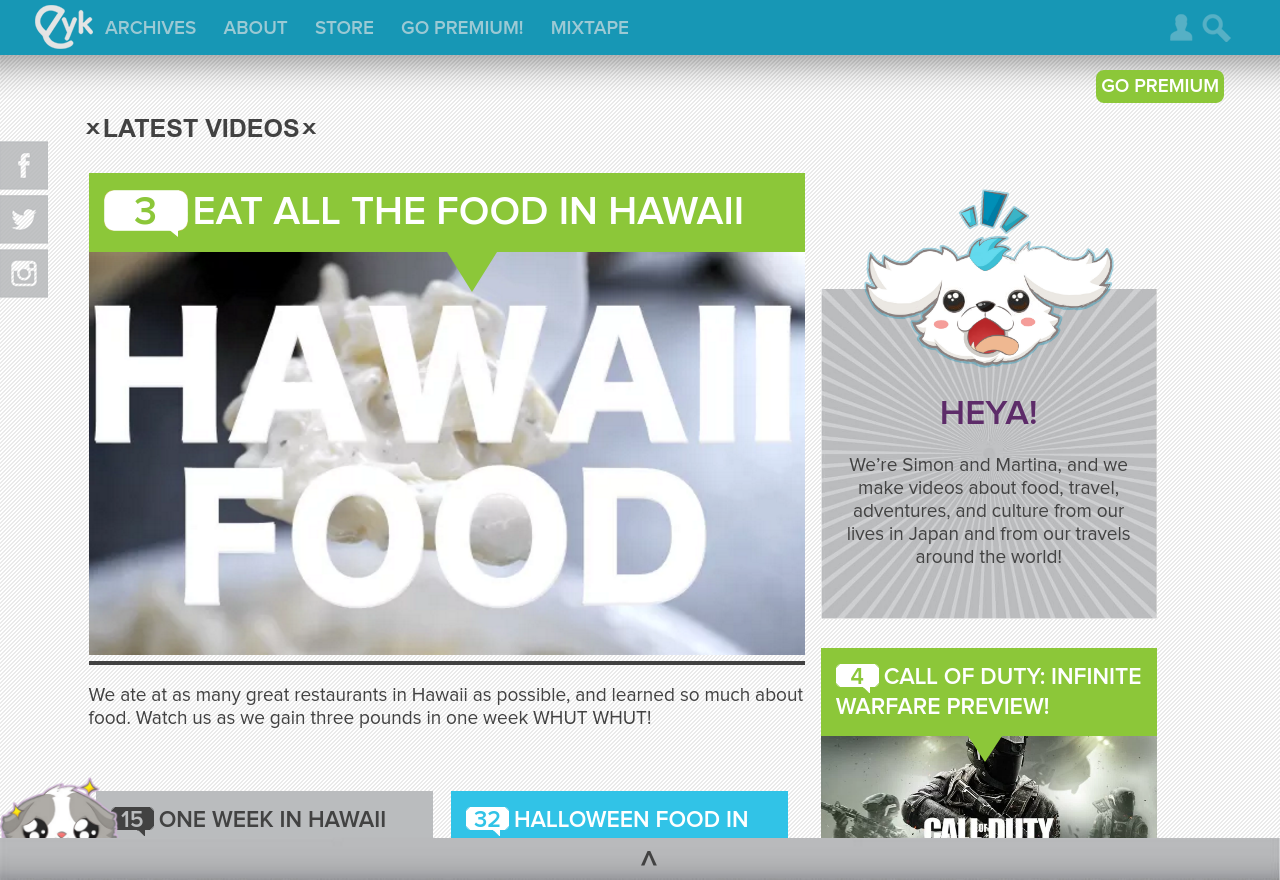 eyk ARCHIVES ABOUT STORE GO PREMIUM! MIXTAPE
GO PREMIUM
×LATEST VIDEOS×
3 EAT ALL THE FOOD IN HAWAII
HAWAII
FOOD
We ate at as many great restaurants in Hawaii as possible, and learned so much about
food. Watch us as we gain three pounds in one week WHUT WHUT!
HEYA!
We’re Simon and Martina, and we
make videos about food, travel,
adventures, and culture from our
lives in Japan and from our travels
around the world!
4 CALL OF DUTY: INFINITE
WARFARE PREVIEW!
CALL OF DUTY
15 ONE WEEK IN HAWAII
32 HALLOWEEN FOOD IN
^